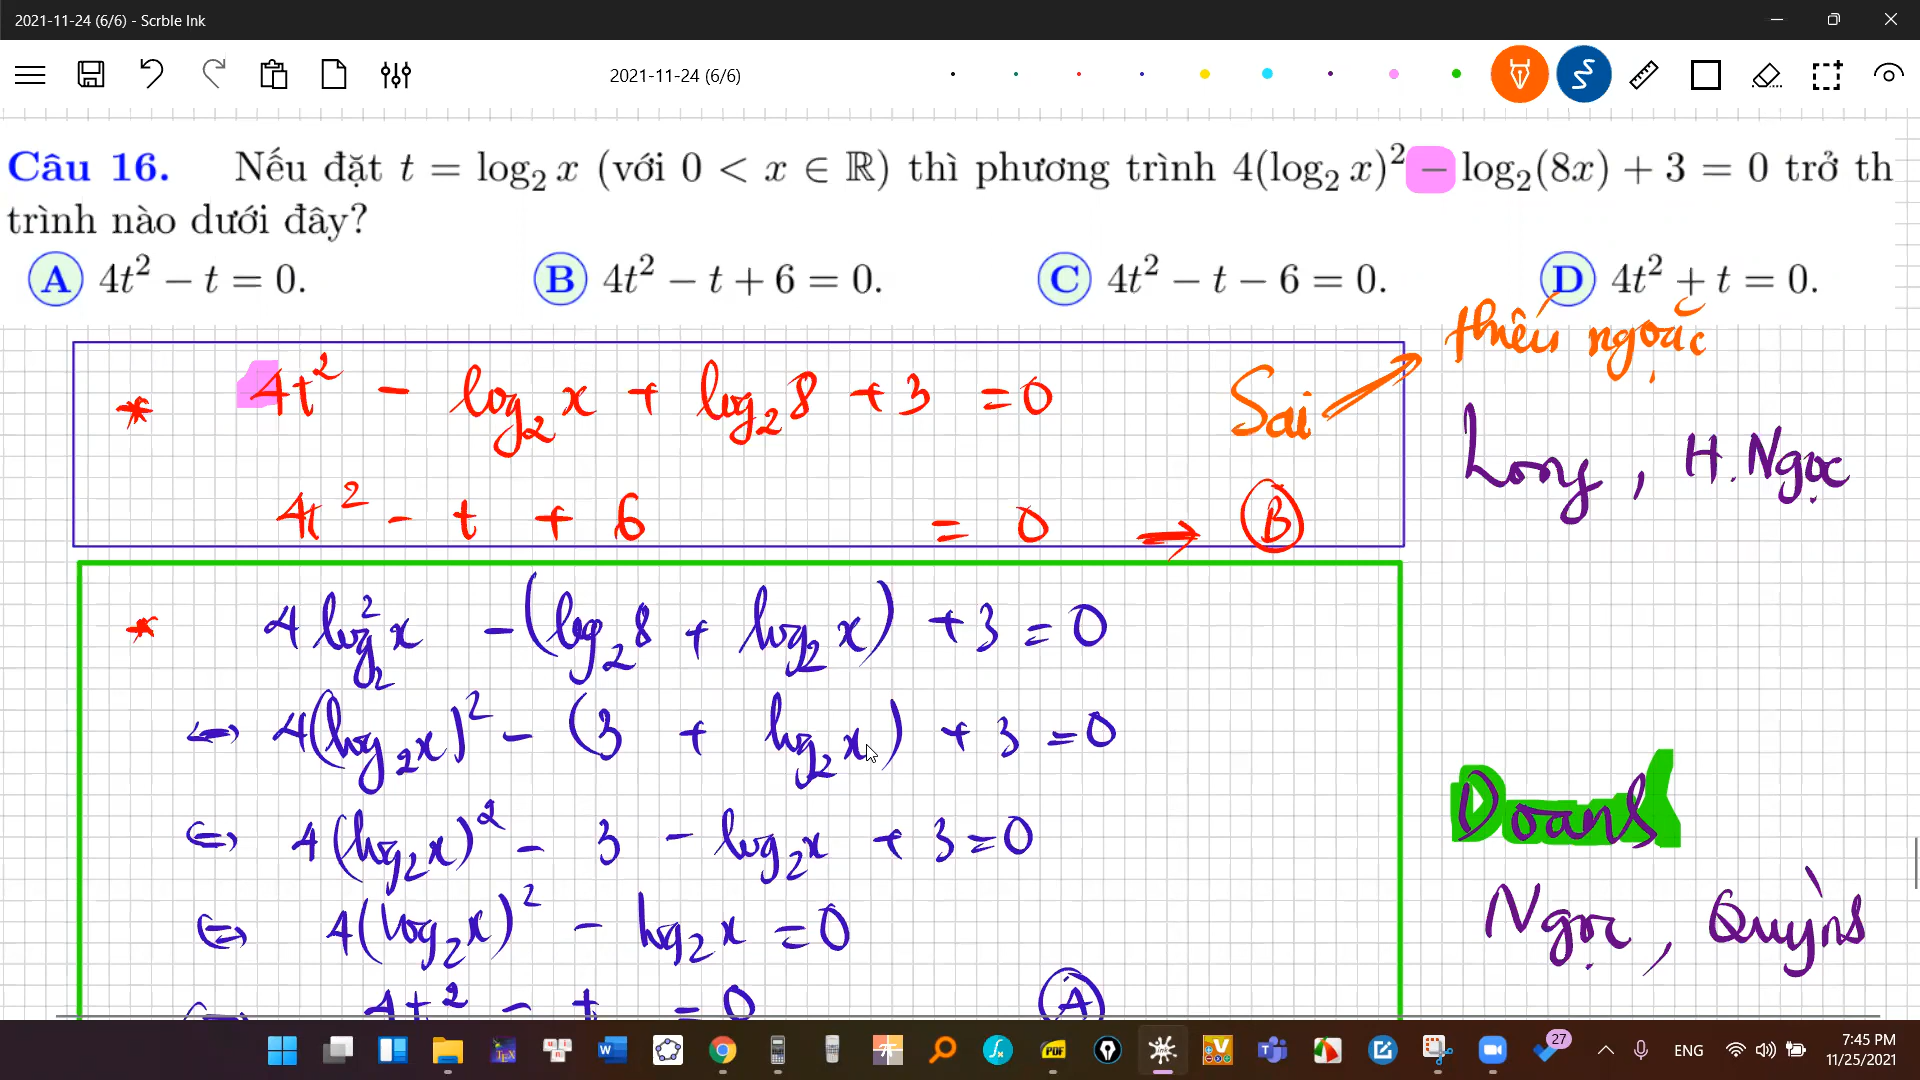 2021-11-24 (6/6) - Scrble Ink
2021-11-24 (6/6)
Câu 16. Nếu đặt t = log₂ x (với 0 < x ∈ ℝ) thì phương trình 4(log₂ x)² − log₂(8x) + 3 = 0 trở th
trình nào dưới đây?
A 4t² − t = 0. B 4t² − t + 6 = 0. C 4t² − t − 6 = 0. D 4t² + t = 0.
thiếu ngoặc
* 4t² − log₂ x + log₂ 8 + 3 = 0 Sai
Long, H. Ngọc
4t² − t + 6 = 0 → B
* 4 log₂² x − (log₂ 8 + log₂ x) + 3 = 0
↔ 4(log₂ x)² − (3 + log₂ x) + 3 = 0
⇔ 4(log₂ x)² − 3 − log₂ x + 3 = 0
Doanh
⇔ 4(log₂ x)² − log₂ x = 0
Ngọc, Quỳnh
4t² − t = 0 A
27
ENG
7:45 PM
11/25/2021